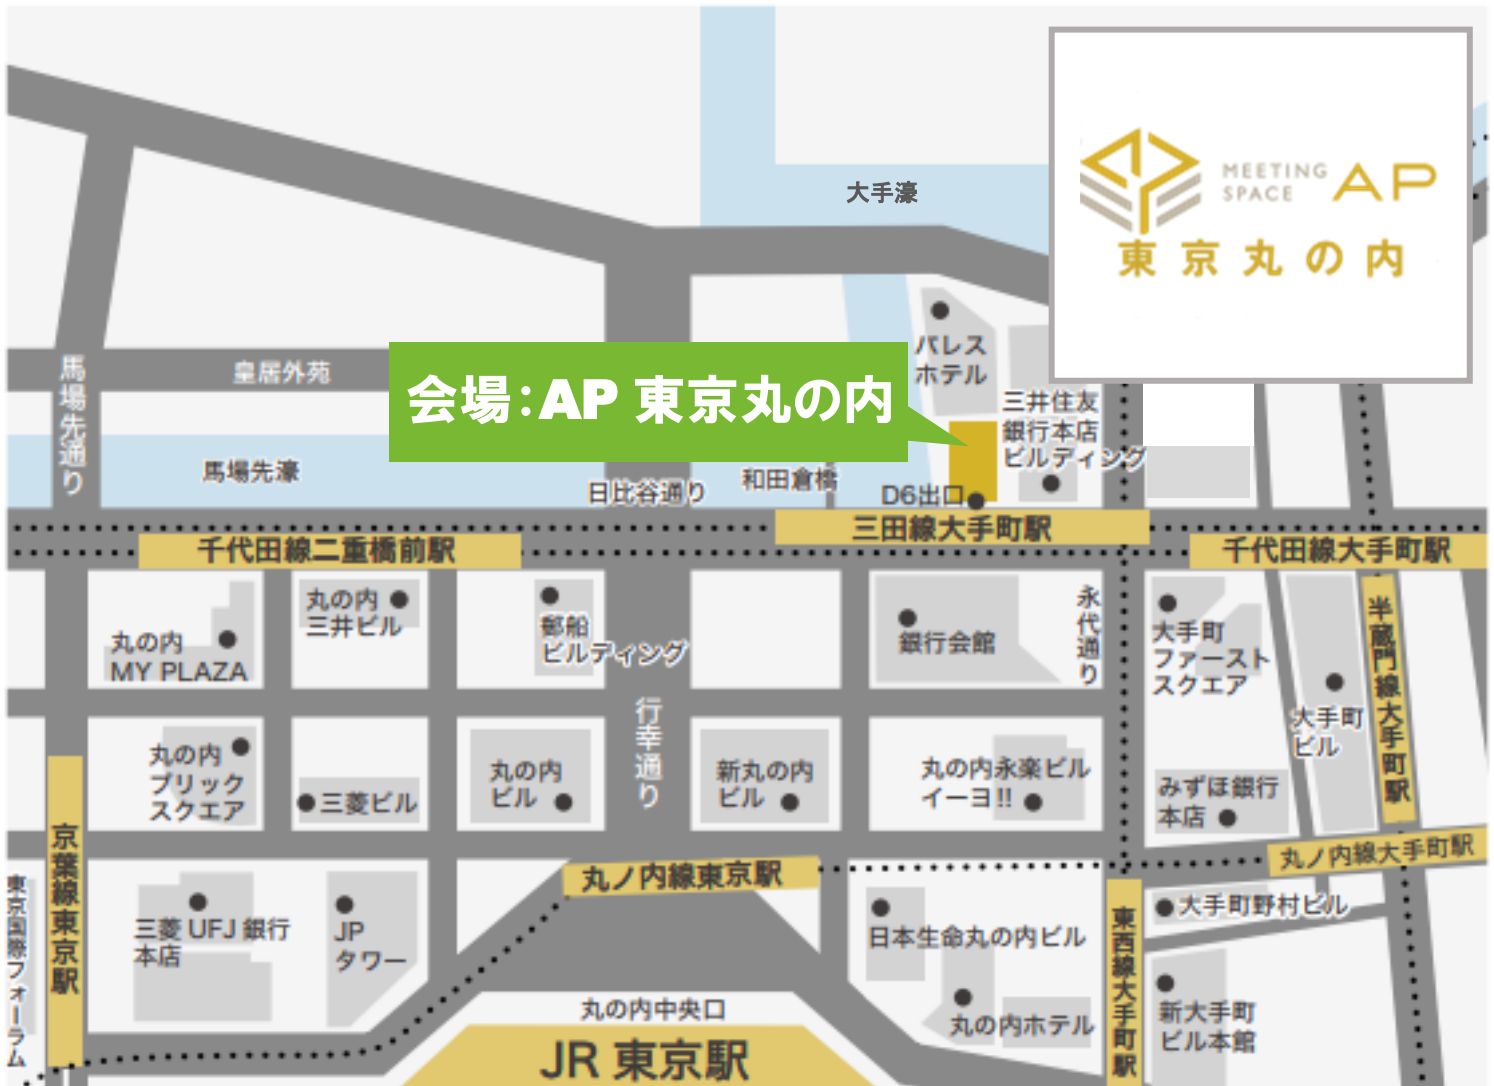 大手濠
MEETING
SPACE
AP
東京丸の内
パレス
ホテル
皇居外苑
馬場先通り
会場：AP 東京丸の内
三井住友
銀行本店
ビルディング
馬場先濠
日比谷通り
和田倉橋
D6出口
三田線大手町駅
千代田線二重橋前駅
千代田線大手町駅
丸の内
MY PLAZA
丸の内
三井ビル
郵船
ビルディング
銀行会館
永代通り
大手町
ファースト
スクエア
半蔵門線大手町駅
大手町
ビル
行幸通り
丸の内
ブリック
スクエア
三菱ビル
丸の内
ビル
新丸の内
ビル
丸の内永楽ビル
イーヨ!!
みずほ銀行
本店
京葉線東京駅
丸ノ内線東京駅
丸ノ内線大手町駅
東京国際フォーラム
三菱 UFJ 銀行
本店
JP
タワー
日本生命丸の内ビル
東西線大手町駅
大手町野村ビル
丸の内中央口
丸の内ホテル
新大手町
ビル本館
JR 東京駅